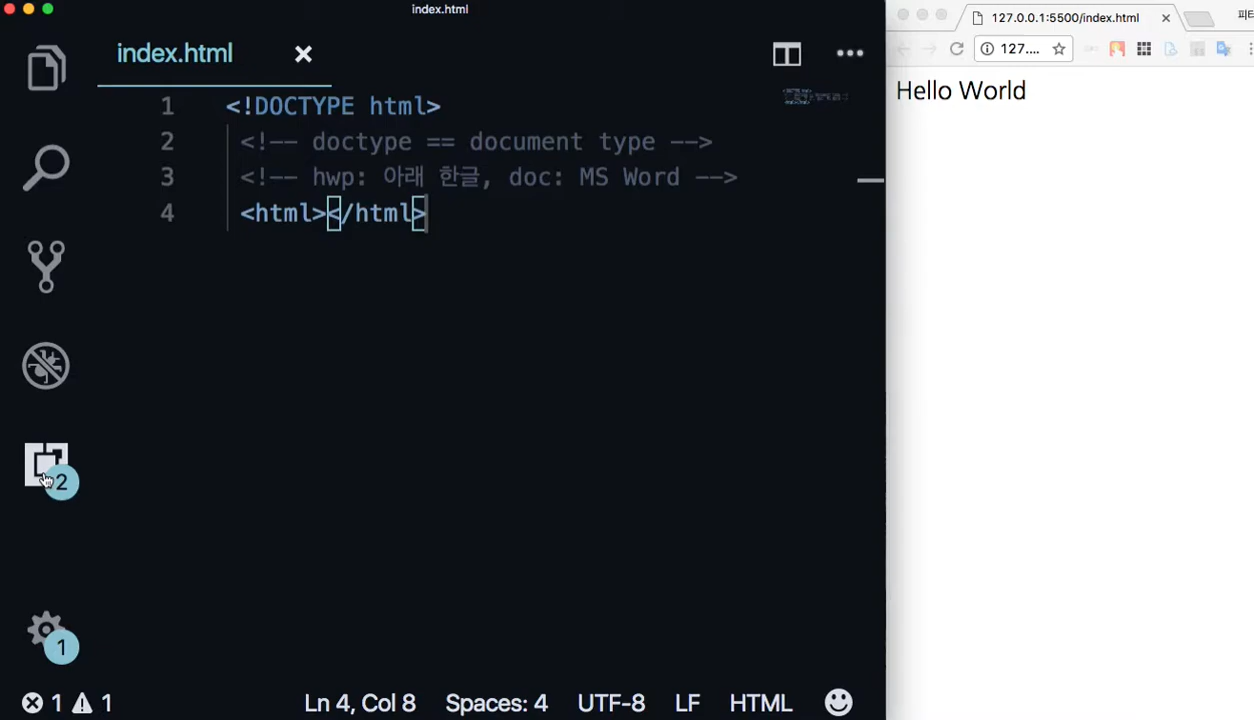 index.html
index.html
1 <!DOCTYPE html>
2 <!-- doctype == document type -->
3 <!-- hwp: 아래 한글, doc: MS Word -->
4 <html></html>
2
1
1 1 Ln 4, Col 8 Spaces: 4 UTF-8 LF HTML
127.0.0.1:5500/index.html
127....
Hello World